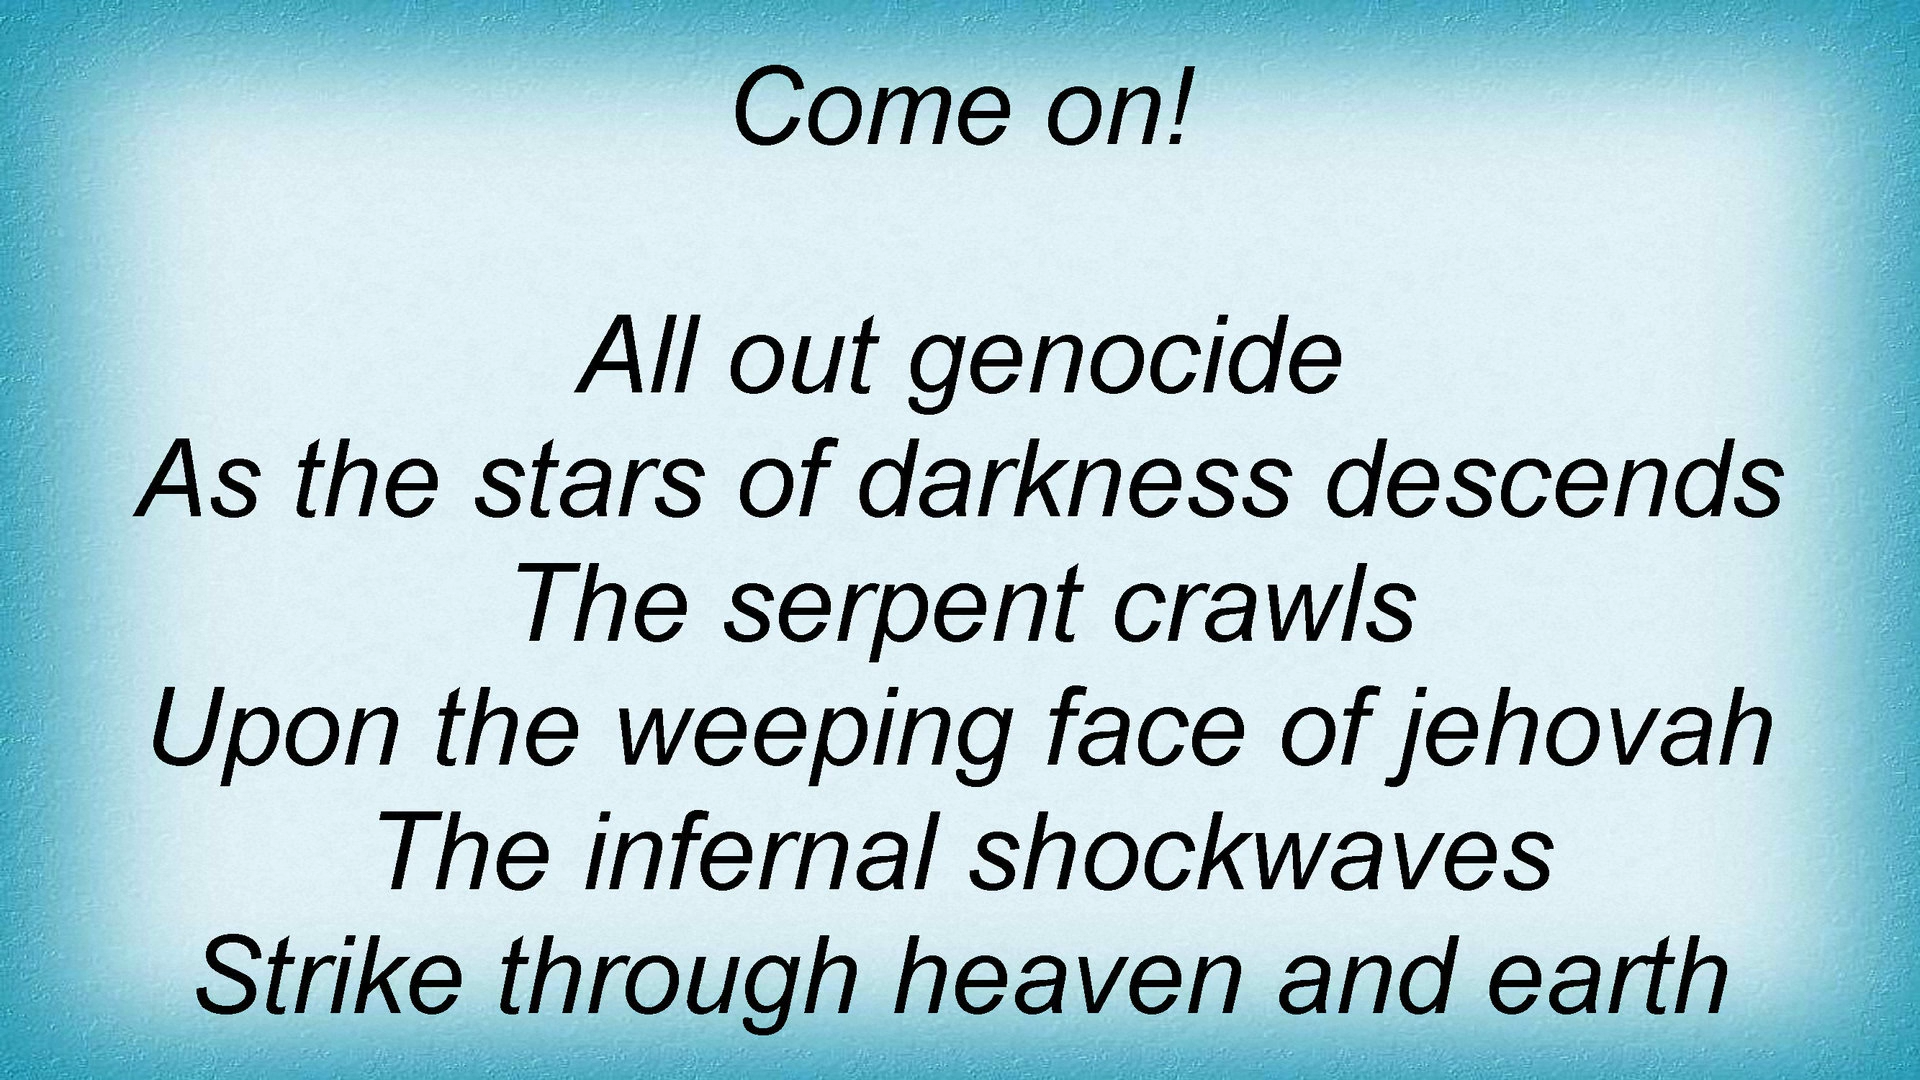 Come on!
All out genocide
As the stars of darkness descends
The serpent crawls
Upon the weeping face of jehovah
The infernal shockwaves
Strike through heaven and earth